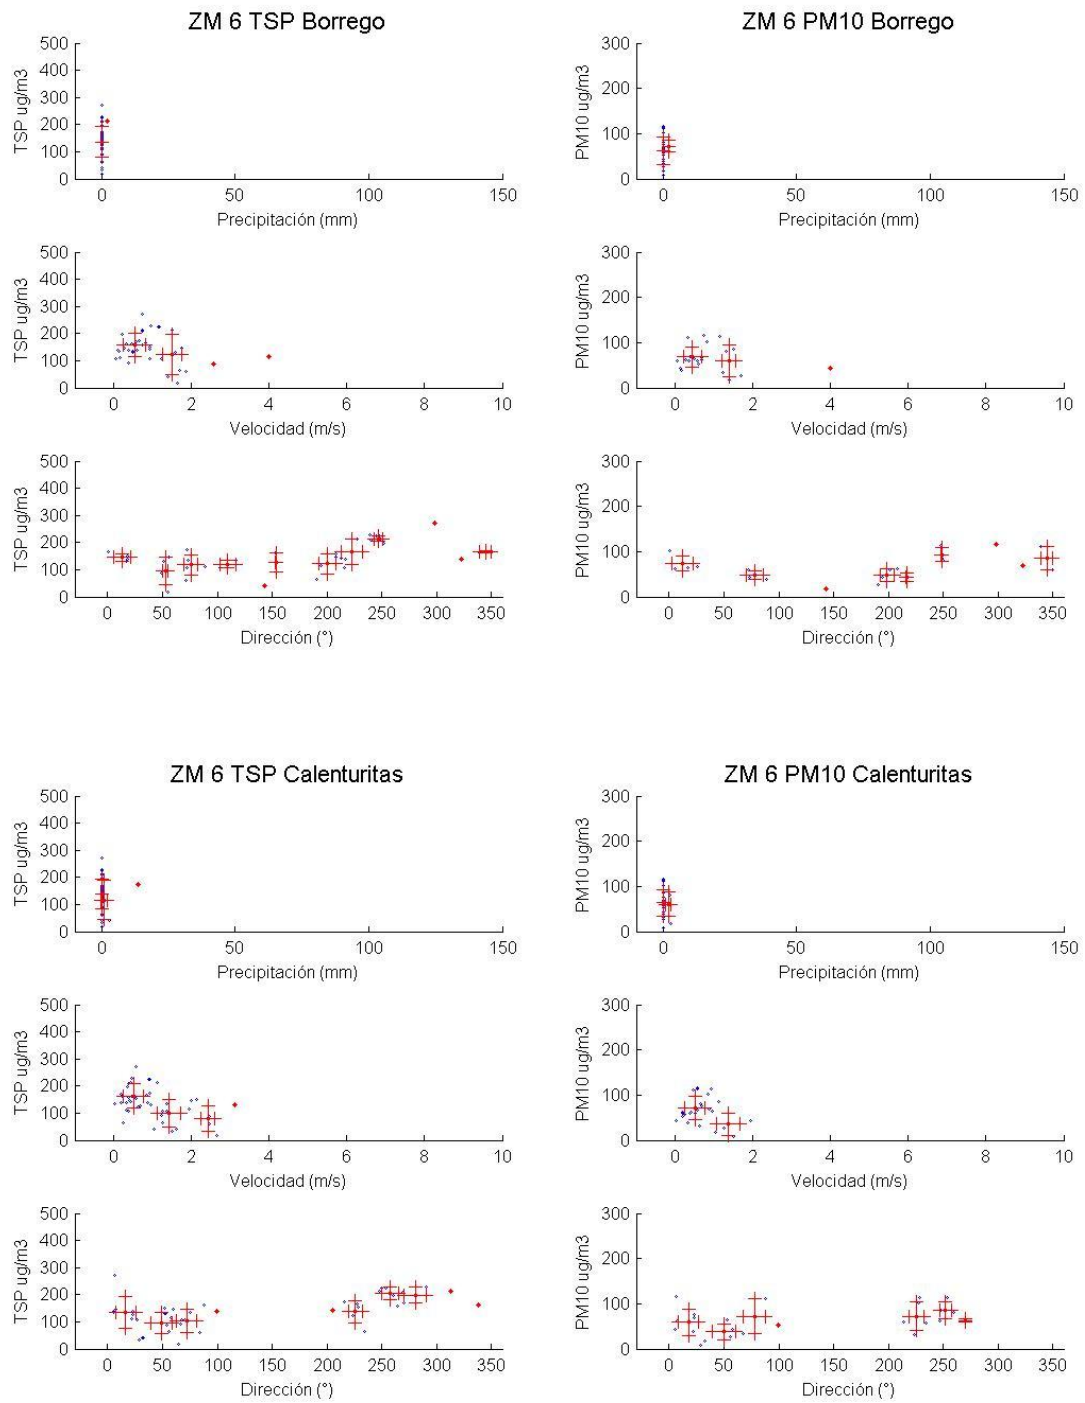 ZM 6 TSP Borrego
TSP ug/m3
500
400
300
200
100
0
0 50 100 150
Precipitación (mm)
TSP ug/m3
500
400
300
200
100
0
0 2 4 6 8 10
Velocidad (m/s)
TSP ug/m3
500
400
300
200
100
0
0 50 100 150 200 250 300 350
Dirección (°)
ZM 6 PM10 Borrego
PM10 ug/m3
300
200
100
0
0 50 100 150
Precipitación (mm)
PM10 ug/m3
300
200
100
0
0 2 4 6 8 10
Velocidad (m/s)
PM10 ug/m3
300
200
100
0
0 50 100 150 200 250 300 350
Dirección (°)
ZM 6 TSP Calenturitas
TSP ug/m3
500
400
300
200
100
0
0 50 100 150
Precipitación (mm)
TSP ug/m3
500
400
300
200
100
0
0 2 4 6 8 10
Velocidad (m/s)
TSP ug/m3
500
400
300
200
100
0
0 50 100 150 200 250 300 350
Dirección (°)
ZM 6 PM10 Calenturitas
PM10 ug/m3
300
200
100
0
0 50 100 150
Precipitación (mm)
PM10 ug/m3
300
200
100
0
0 2 4 6 8 10
Velocidad (m/s)
PM10 ug/m3
300
200
100
0
0 50 100 150 200 250 300 350
Dirección (°)